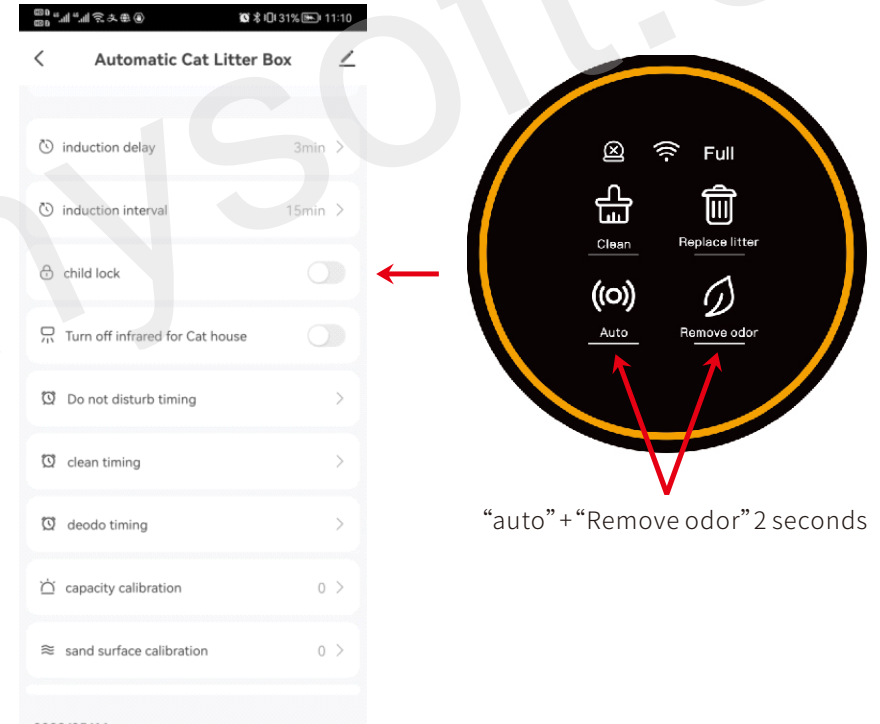 31% 11:10
Automatic Cat Litter Box
induction delay 3min
induction interval 15min
child lock
Turn off infrared for Cat house
Do not disturb timing
clean timing
deodo timing
capacity calibration 0
sand surface calibration 0
Full
Clean Replace litter
Auto Remove odor
“auto”+“Remove odor”2 seconds